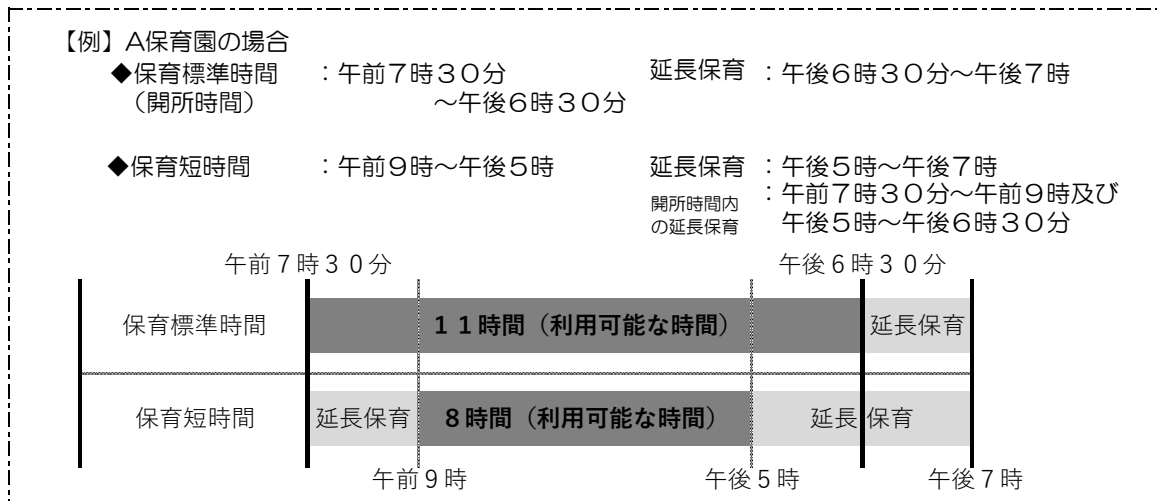 【例】A保育園の場合
◆保育標準時間　：午前７時３０分　延長保育　：午後６時３０分～午後７時
（開所時間）　～午後６時３０分
◆保育短時間　：午前９時～午後５時　延長保育　：午後５時～午後７時
開所時間内　：午前７時３０分～午前９時及び
の延長保育　午後５時～午後６時３０分
午前７時３０分　午後６時３０分
保育標準時間　１１時間（利用可能な時間）　延長保育
保育短時間　延長保育　８時間（利用可能な時間）　延長保育
午前９時　午後５時　午後７時